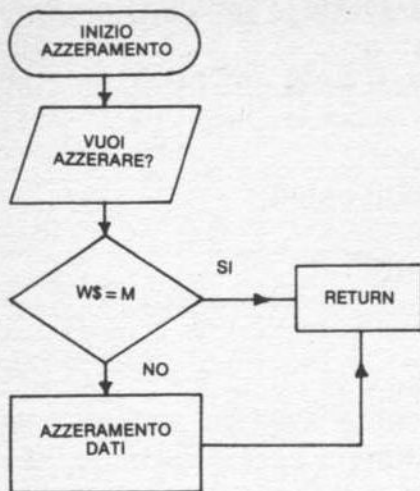 INIZIO
AZZERAMENTO
VUOI
AZZERARE?
W$ = M
SI
RETURN
NO
AZZERAMENTO
DATI